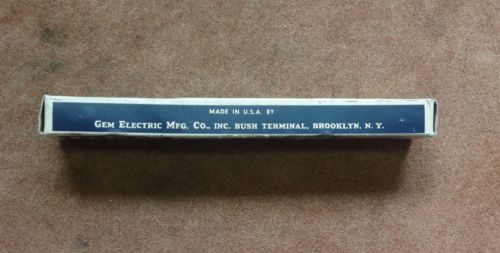 MADE IN U.S.A. BY
GEM ELECTRIC MFG. CO., INC. BUSH TERMINAL, BROOKLYN, N. Y.